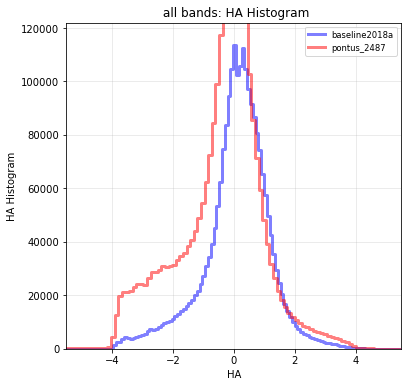 all bands: HA Histogram
baseline2018a
pontus_2487
120000
100000
80000
60000
40000
20000
0
HA Histogram
−4
−2
0
2
4
HA